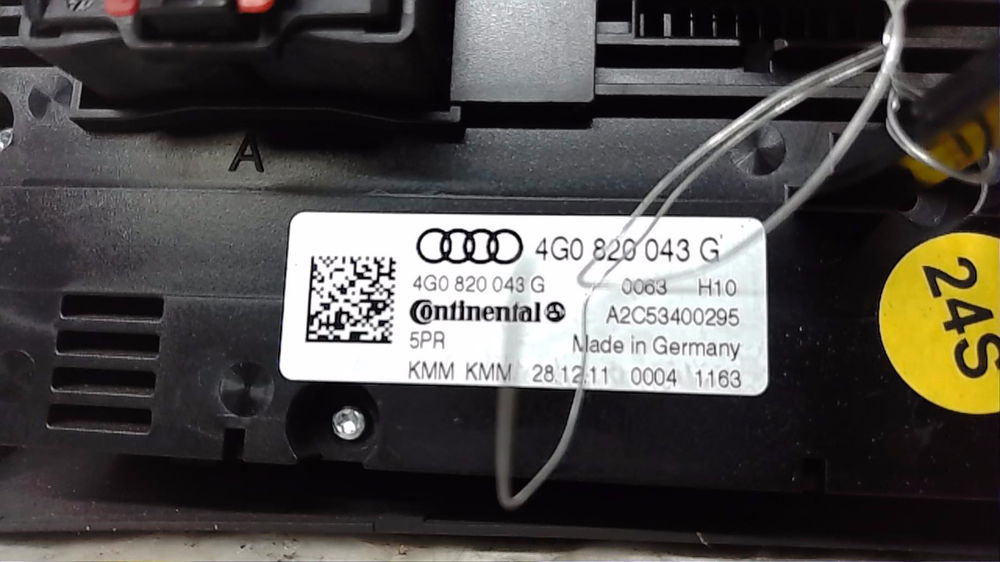 A
4G0 820 043 G
4G0 820 043 G 0063 H10
Continental A2C53400295
5PR Made in Germany
KMM KMM 28.12.11 0004 1163
24S